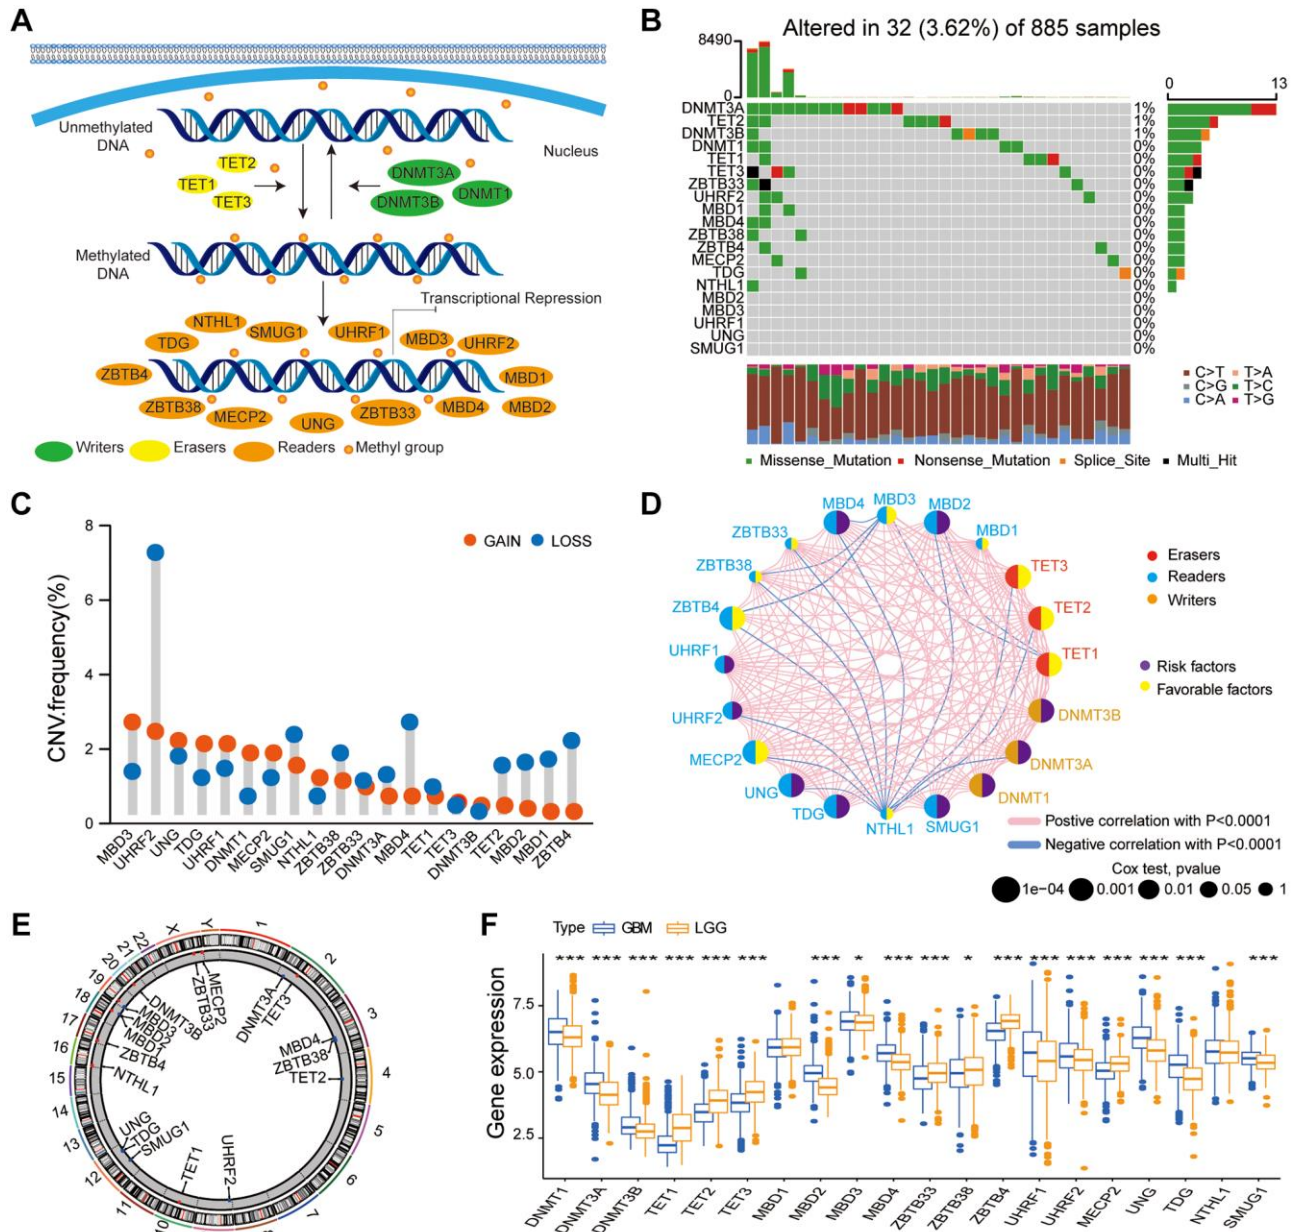 A
Unmethylated
DNA
Nucleus
TET2
TET1
TET3
DNMT3A
DNMT3B
DNMT1
Methylated
DNA
Transcriptional Repression
NTHL1
SMUG1
UHRF1
MBD3
UHRF2
TDG
ZBTB4
MBD1
ZBTB38
MECP2
UNG
ZBTB33
MBD4
MBD2
Writers
Erasers
Readers
Methyl group
B
Altered in 32 (3.62%) of 885 samples
8490
0
0 13
DNMT3A 1%
TET2 1%
DNMT3B 1%
DNMT1 0%
TET1 0%
TET3 0%
ZBTB33 0%
UHRF2 0%
MBD1 0%
MBD4 0%
ZBTB38 0%
ZBTB4 0%
MECP2 0%
TDG 0%
NTHL1 0%
MBD2 0%
MBD3 0%
UHRF1 0%
UNG 0%
SMUG1 0%
C>T T>A
C>G T>C
C>A T>G
Missense_Mutation Nonsense_Mutation Splice_Site Multi_Hit
C
CNV.frequency(%)
8
6
4
2
0
GAIN LOSS
MBD3
UHRF2
UNG
TDG
UHRF1
DNMT1
MECP2
SMUG1
NTHL1
ZBTB38
ZBTB33
DNMT3A
MBD4
TET1
TET3
DNMT3B
TET2
MBD2
MBD1
ZBTB4
D
MBD4
MBD3
MBD2
ZBTB33
MBD1
ZBTB38
TET3
ZBTB4
TET2
UHRF1
TET1
UHRF2
DNMT3B
MECP2
DNMT3A
UNG
DNMT1
TDG
NTHL1
SMUG1
Erasers
Readers
Writers
Risk factors
Favorable factors
Postive correlation with P<0.0001
Negative correlation with P<0.0001
Cox test, pvalue
1e−04 0.001 0.01 0.05 1
E
1
2
3
4
5
6
7
10
11
12
13
14
15
16
17
18
19
20
21
22
X
Y
DNMT3A
TET3
MBD4
ZBTB38
TET2
UHRF2
TET1
SMUG1
TDG
UNG
NTHL1
ZBTB4
MBD1
MBD2
MBD3
DNMT3B
ZBTB33
MECP2
F
Type GBM LGG
Gene expression
7.5
5.0
2.5
*** *** *** *** *** *** *** * *** *** * *** *** *** *** *** *** ***
DNMT1
DNMT3A
DNMT3B
TET1
TET2
TET3
MBD1
MBD2
MBD3
MBD4
ZBTB33
ZBTB38
ZBTB4
UHRF1
UHRF2
MECP2
UNG
TDG
NTHL1
SMUG1